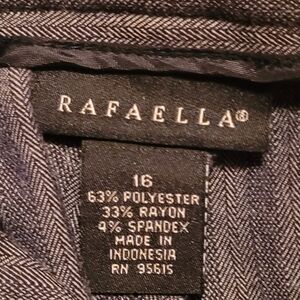 RAFAELLA®
16
63% POLYESTER
33% RAYON
4% SPANDEX
MADE IN
INDONESIA
RN 95615